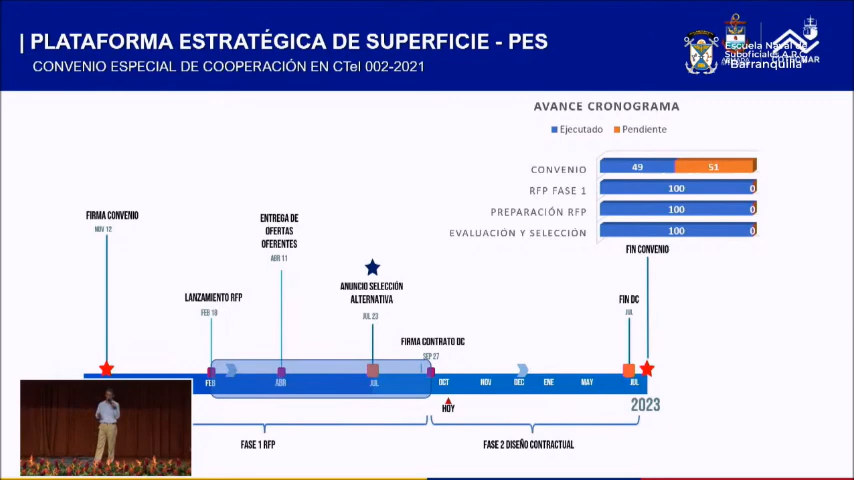 | PLATAFORMA ESTRATÉGICA DE SUPERFICIE - PES
CONVENIO ESPECIAL DE COOPERACIÓN EN CTeI 002-2021
Escuela Naval de
Suboficiales A.R.C
"Barranquilla"
COTECMAR
AVANCE CRONOGRAMA
Ejecutado Pendiente
CONVENIO 49 51
RFP FASE 1 100 0
PREPARACIÓN RFP 100 0
EVALUACIÓN Y SELECCIÓN 100 0
FIRMA CONVENIO
NOV 12
LANZAMIENTO RFP
FEB 18
ENTREGA DE
OFERTAS
OFERENTES
ABR 11
ANUNCIO SELECCIÓN
ALTERNATIVA
JUL 23
FIRMA CONTRATO DC
SEP 27
FIN DC
JUL
FIN CONVENIO
FEB ABR JUL OCT NOV DEC ENE MAY JUL
HOY
2023
FASE 1 RFP
FASE 2 DISEÑO CONTRACTUAL